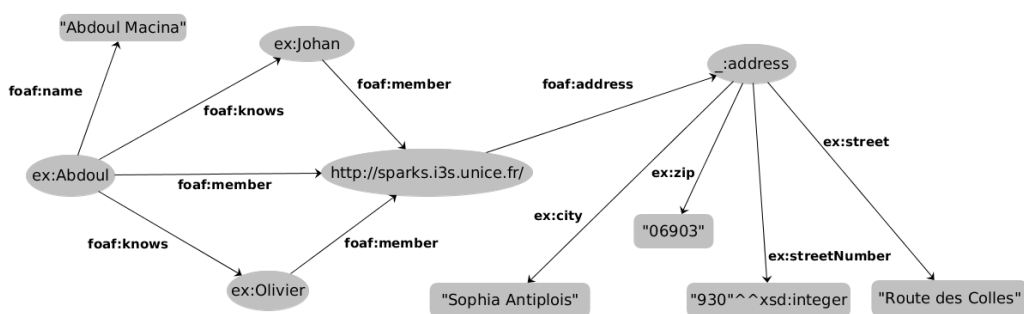 "Abdoul Macina"
ex:Johan
_:address
foaf:name
foaf:knows
foaf:member
foaf:address
ex:street
ex:Abdoul
foaf:member
http://sparks.i3s.unice.fr/
ex:zip
ex:city
"06903"
foaf:knows
foaf:member
ex:streetNumber
ex:Olivier
"Sophia Antiplois"
"930"^^xsd:integer
"Route des Colles"